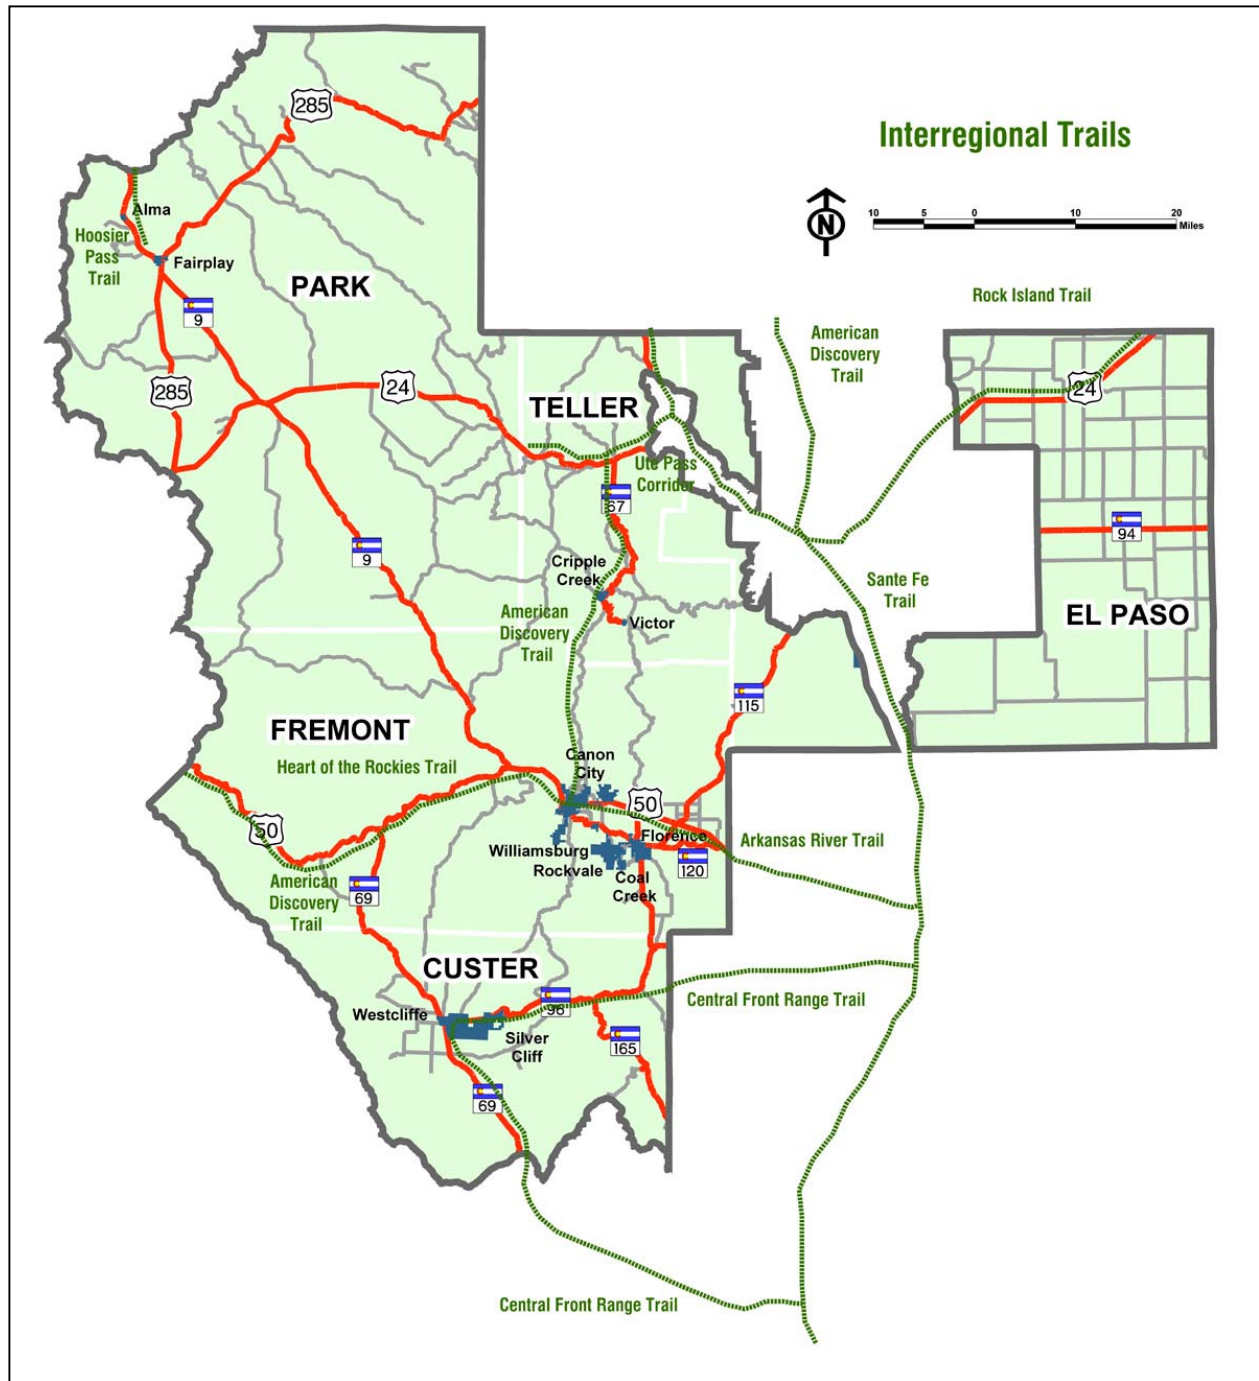 Interregional Trails
N
10 5 0 10 20
Miles
285
Alma
Hoosier
Pass
Trail
Fairplay
PARK
9
285
24
Rock Island Trail
American
Discovery
Trail
24
TELLER
Ute Pass
Corridor
67
94
9
Cripple
Creek
Sante Fe
Trail
American
Discovery
Trail
Victor
EL PASO
115
FREMONT
Heart of the Rockies Trail
Canon
City
50
50
Florence
Arkansas River Trail
Williamsburg
Rockvale
120
Coal
Creek
American
Discovery
Trail
69
CUSTER
96
Central Front Range Trail
Westcliffe
Silver
Cliff
165
69
Central Front Range Trail